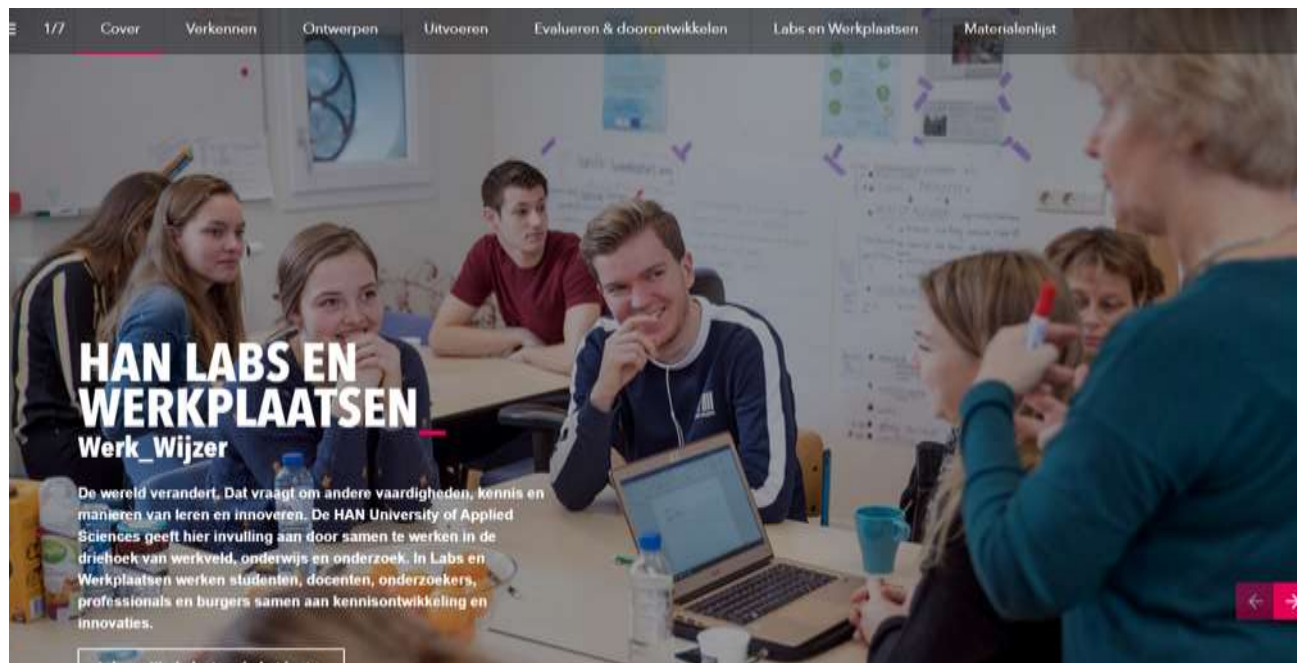 1/7 Cover Verkennen Ontwerpen Uitvoeren Evalueren & doorontwikkelen Labs en Werkplaatsen Materialenlijst
HAN LABS EN
WERKPLAATSEN_
Werk_Wijzer
De wereld verandert. Dat vraagt om andere vaardigheden, kennis en
manieren van leren en innoveren. De HAN University of Applied
Sciences geeft hier invulling aan door samen te werken in de
driehoek van werkveld, onderwijs en onderzoek. In Labs en
Werkplaatsen werken studenten, docenten, onderzoekers,
professionals en burgers samen aan kennisontwikkeling en
innovaties.